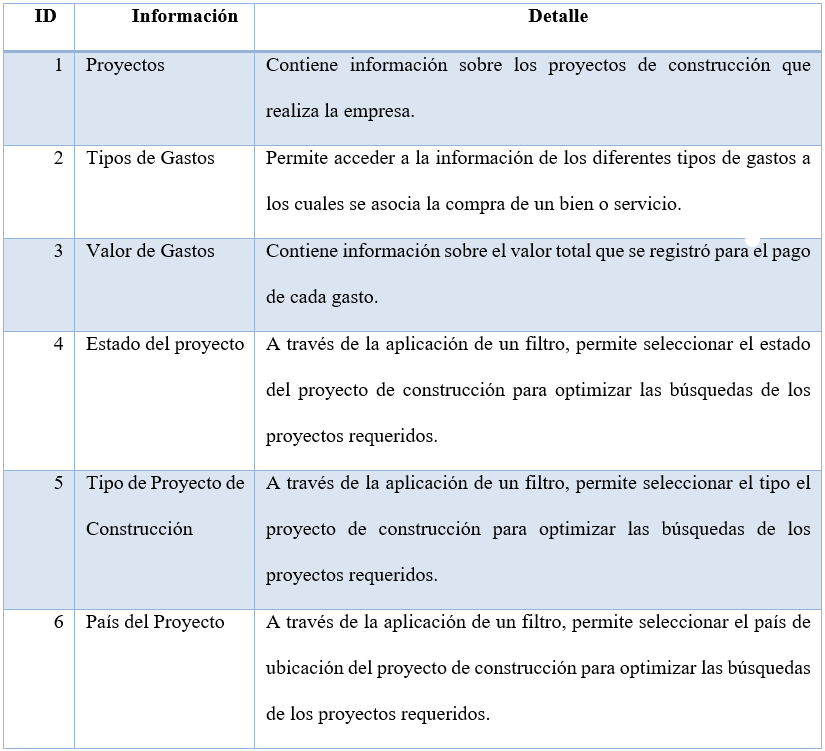 ID Información Detalle
1 Proyectos Contiene información sobre los proyectos de construcción que
realiza la empresa.
2 Tipos de Gastos Permite acceder a la información de los diferentes tipos de gastos a
los cuales se asocia la compra de un bien o servicio.
3 Valor de Gastos Contiene información sobre el valor total que se registró para el pago
de cada gasto.
4 Estado del proyecto A través de la aplicación de un filtro, permite seleccionar el estado
del proyecto de construcción para optimizar las búsquedas de los
proyectos requeridos.
5 Tipo de Proyecto de A través de la aplicación de un filtro, permite seleccionar el tipo el
Construcción proyecto de construcción para optimizar las búsquedas de los
proyectos requeridos.
6 País del Proyecto A través de la aplicación de un filtro, permite seleccionar el país de
ubicación del proyecto de construcción para optimizar las búsquedas
de los proyectos requeridos.